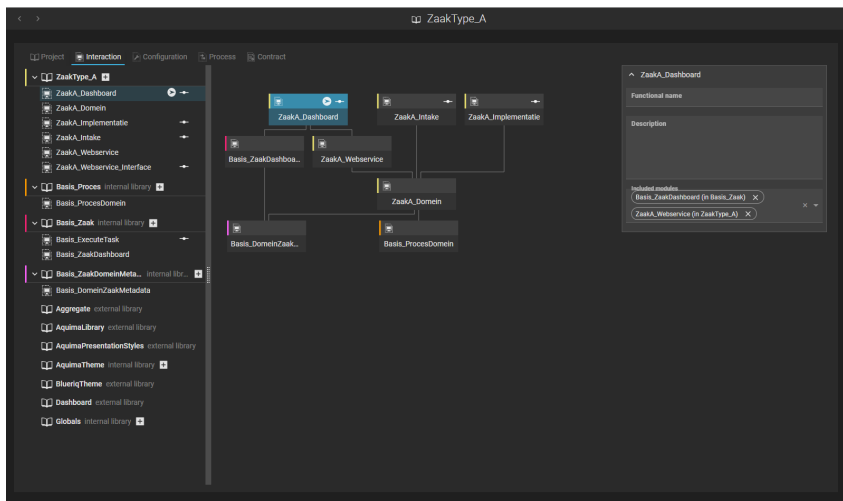 ZaakType_A
Project Interaction Configuration Process Contract
ZaakType_A
ZaakA_Dashboard
ZaakA_Domein
ZaakA_Implementatie
ZaakA_Intake
ZaakA_Webservice
ZaakA_Webservice_Interface
Basis_Proces internal library
Basis_ProcesDomein
Basis_Zaak internal library
Basis_ExecuteTask
Basis_ZaakDashboard
Basis_ZaakDomeinMeta... internal libr...
Basis_DomeinZaakMetadata
Aggregate external library
AquimaLibrary external library
AquimaPresentationStyles external library
AquimaTheme internal library
BlueriqTheme external library
Dashboard external library
Globals internal library
ZaakA_Dashboard ZaakA_Intake ZaakA_Implementatie
Basis_ZaakDashboa... ZaakA_Webservice
ZaakA_Domein
Basis_DomeinZaak... Basis_ProcesDomein
ZaakA_Dashboard
Functional name
Description
Included modules
Basis_ZaakDashboard (in Basis_Zaak)
ZaakA_Webservice (in ZaakType_A)